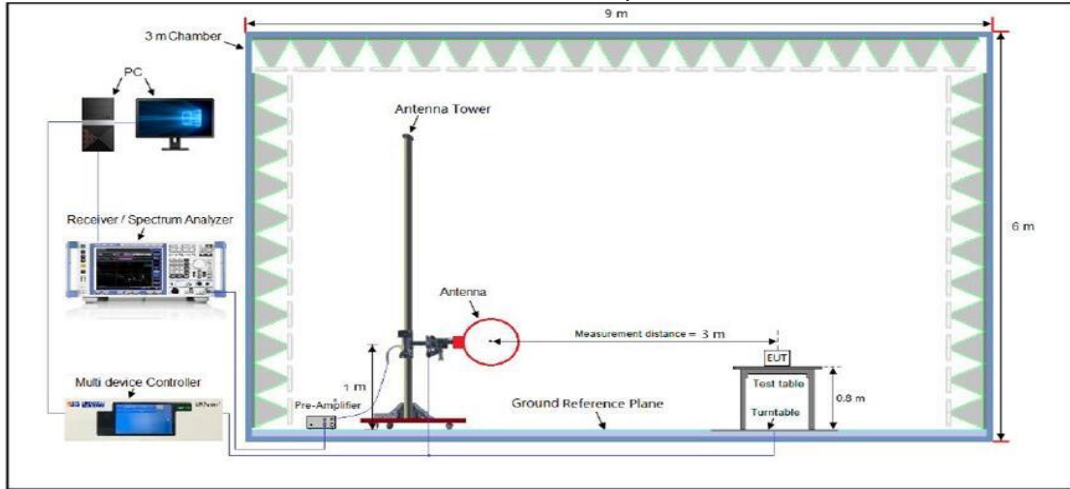 9 m
3 m Chamber
PC
Antenna Tower
Receiver / Spectrum Analyzer
6 m
Antenna
Measurement distance = 3 m
EUT
1 m
Multi device Controller
Test table
0.8 m
Pre-Amplifier
Ground Reference Plane
Turntable